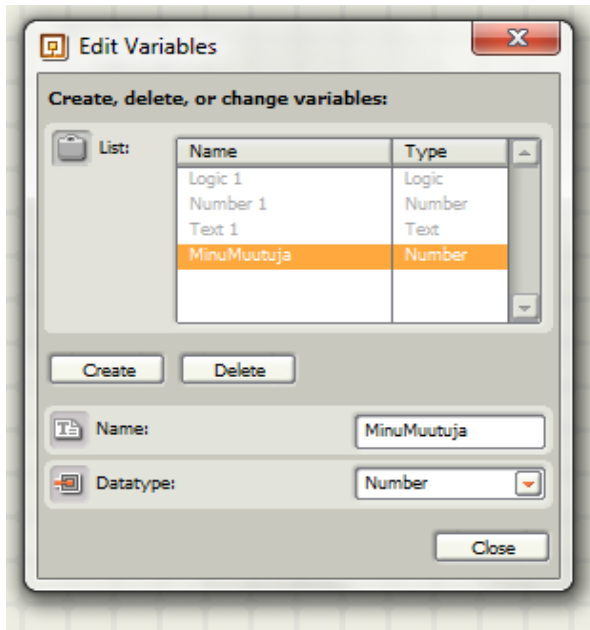 Edit Variables
Create, delete, or change variables:
List:
Name Type
Logic 1 Logic
Number 1 Number
Text 1 Text
MinuMuutuja Number
Create Delete
Name: MinuMuutuja
Datatype: Number
Close